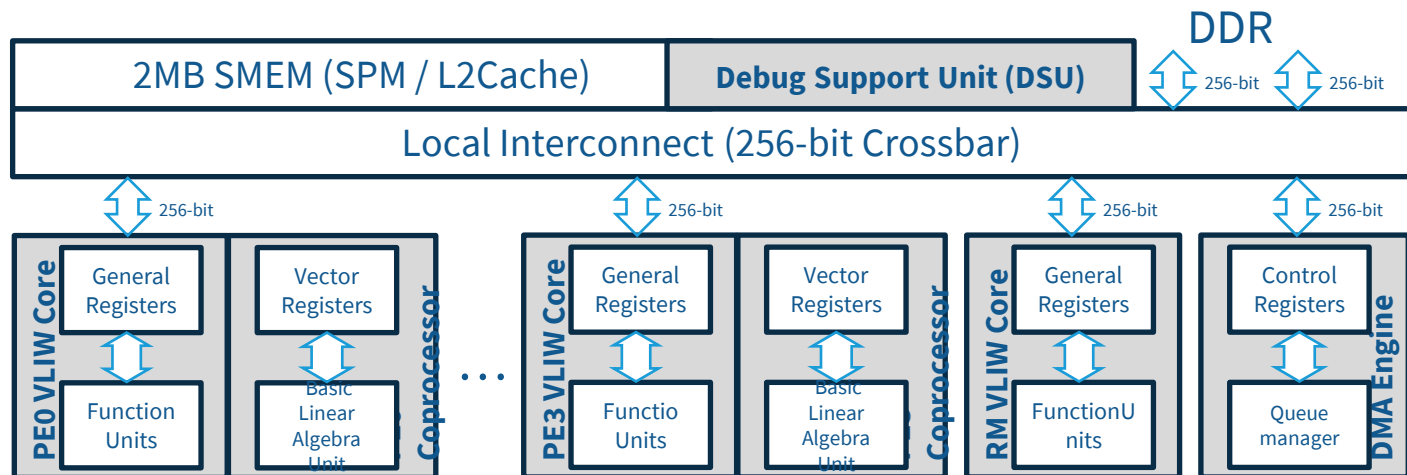 DDR
2MB SMEM (SPM / L2Cache)
Debug Support Unit (DSU)
256-bit
256-bit
Local Interconnect (256-bit Crossbar)
256-bit
256-bit
256-bit
256-bit
PE0 VLIW Core
General
Registers
Function
Units
Vector
Registers
Basic
Linear
Algebra
Unit
Coprocessor
...
PE3 VLIW Core
General
Registers
Functio
Units
Vector
Registers
Basic
Linear
Algebra
Unit
Coprocessor
RM VLIW Core
General
Registers
FunctionU
nits
Control
Registers
Queue
manager
DMA Engine